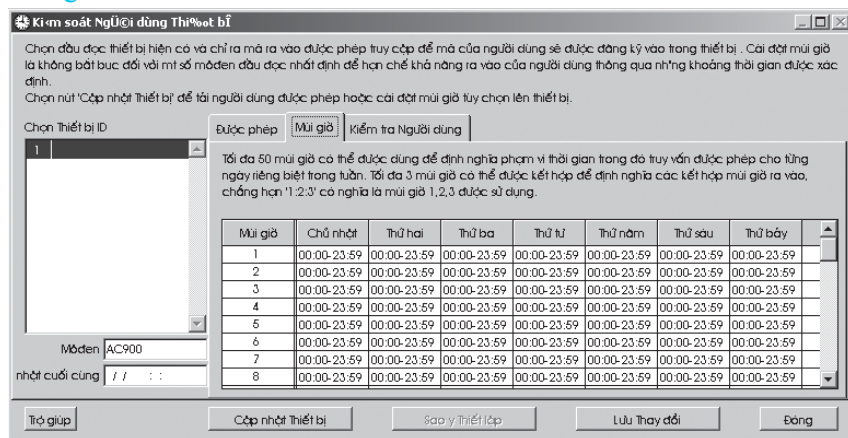 Ki‹m soát NgÜ©i dùng Thi‰t bÎ
Chọn đầu đọc thiết bị hiện có và chỉ ra mã ra vào được phép truy cập để mã của người dùng sẽ được đăng ký vào trong thiết bị . Cài đặt múi giờ
là không bắt buc đối với mt số môđen đầu đọc nhất định để hạn chế khả năng ra vào của người dùng thông qua nh"ng khoảng thời gian được xác
định.
Chọn nút 'Cập nhật Thiết bị' để tải người dùng được phép hoặc cài đặt múi giờ tùy chọn lên thiết bị.
Chọn Thiết bị ID
1
Môđen AC900
nhật cuối cùng / / : :
Được phép Múi giờ Kiểm tra Người dùng
Tối đa 50 múi giờ có thể được dùng để định nghĩa phạm vi thời gian trong đó truy vấn được phép cho từng
ngày riêng biệt trong tuần. Tối đa 3 múi giờ có thể được kết hợp để định nghĩa các kết hợp múi giờ ra vào,
chẳng hạn '1:2:3' có nghĩa là múi giờ 1,2,3 được sử dụng.
Múi giờ Chủ nhật Thứ hai Thứ ba Thứ tư Thứ năm Thứ sáu Thứ bảy
1 00:00-23:59 00:00-23:59 00:00-23:59 00:00-23:59 00:00-23:59 00:00-23:59 00:00-23:59
2 00:00-23:59 00:00-23:59 00:00-23:59 00:00-23:59 00:00-23:59 00:00-23:59 00:00-23:59
3 00:00-23:59 00:00-23:59 00:00-23:59 00:00-23:59 00:00-23:59 00:00-23:59 00:00-23:59
4 00:00-23:59 00:00-23:59 00:00-23:59 00:00-23:59 00:00-23:59 00:00-23:59 00:00-23:59
5 00:00-23:59 00:00-23:59 00:00-23:59 00:00-23:59 00:00-23:59 00:00-23:59 00:00-23:59
6 00:00-23:59 00:00-23:59 00:00-23:59 00:00-23:59 00:00-23:59 00:00-23:59 00:00-23:59
7 00:00-23:59 00:00-23:59 00:00-23:59 00:00-23:59 00:00-23:59 00:00-23:59 00:00-23:59
8 00:00-23:59 00:00-23:59 00:00-23:59 00:00-23:59 00:00-23:59 00:00-23:59 00:00-23:59
Trợ giúp Cập nhật Thiết bị Sao y Thiết lập Lưu Thay đổi Đóng